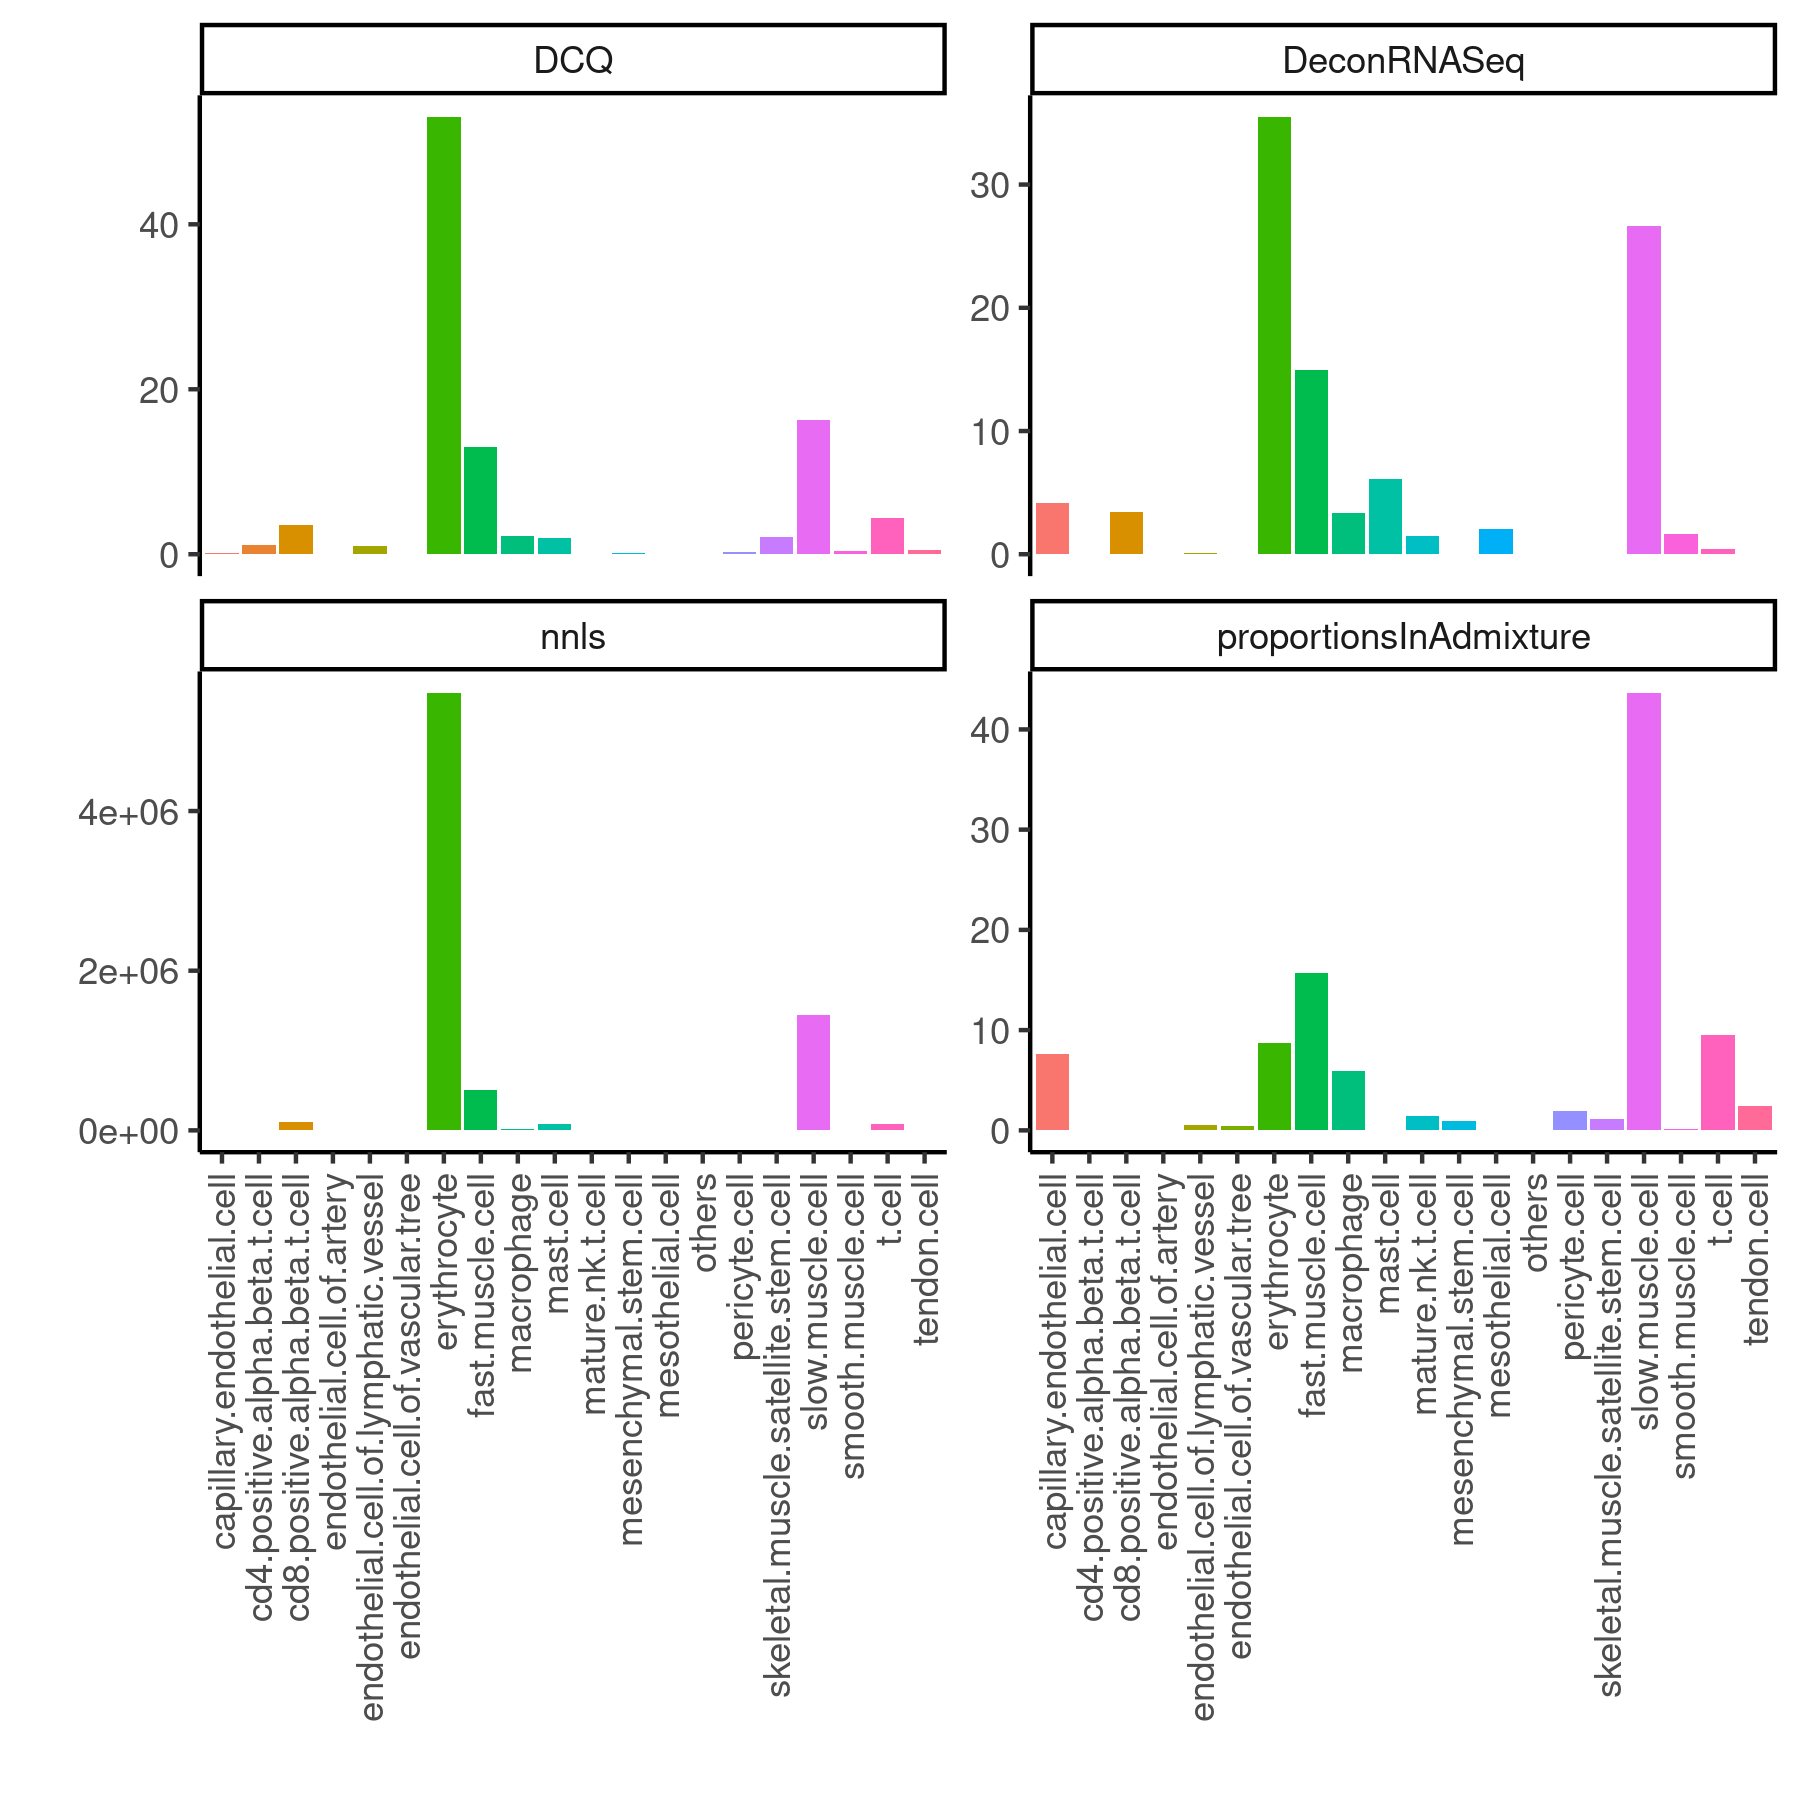 DCQ
DeconRNASeq
40
20
0
30
20
10
0
nnls
proportionsInAdmixture
4e+06
2e+06
0e+00
40
30
20
10
0
capillary.endothelial.cell
cd4.positive.alpha.beta.t.cell
cd8.positive.alpha.beta.t.cell
endothelial.cell.of.artery
endothelial.cell.of.lymphatic.vessel
endothelial.cell.of.vascular.tree
erythrocyte
fast.muscle.cell
macrophage
mast.cell
mature.nk.t.cell
mesenchymal.stem.cell
mesothelial.cell
others
pericyte.cell
skeletal.muscle.satellite.stem.cell
slow.muscle.cell
smooth.muscle.cell
t.cell
tendon.cell
capillary.endothelial.cell
cd4.positive.alpha.beta.t.cell
cd8.positive.alpha.beta.t.cell
endothelial.cell.of.artery
endothelial.cell.of.lymphatic.vessel
endothelial.cell.of.vascular.tree
erythrocyte
fast.muscle.cell
macrophage
mast.cell
mature.nk.t.cell
mesenchymal.stem.cell
mesothelial.cell
others
pericyte.cell
skeletal.muscle.satellite.stem.cell
slow.muscle.cell
smooth.muscle.cell
t.cell
tendon.cell